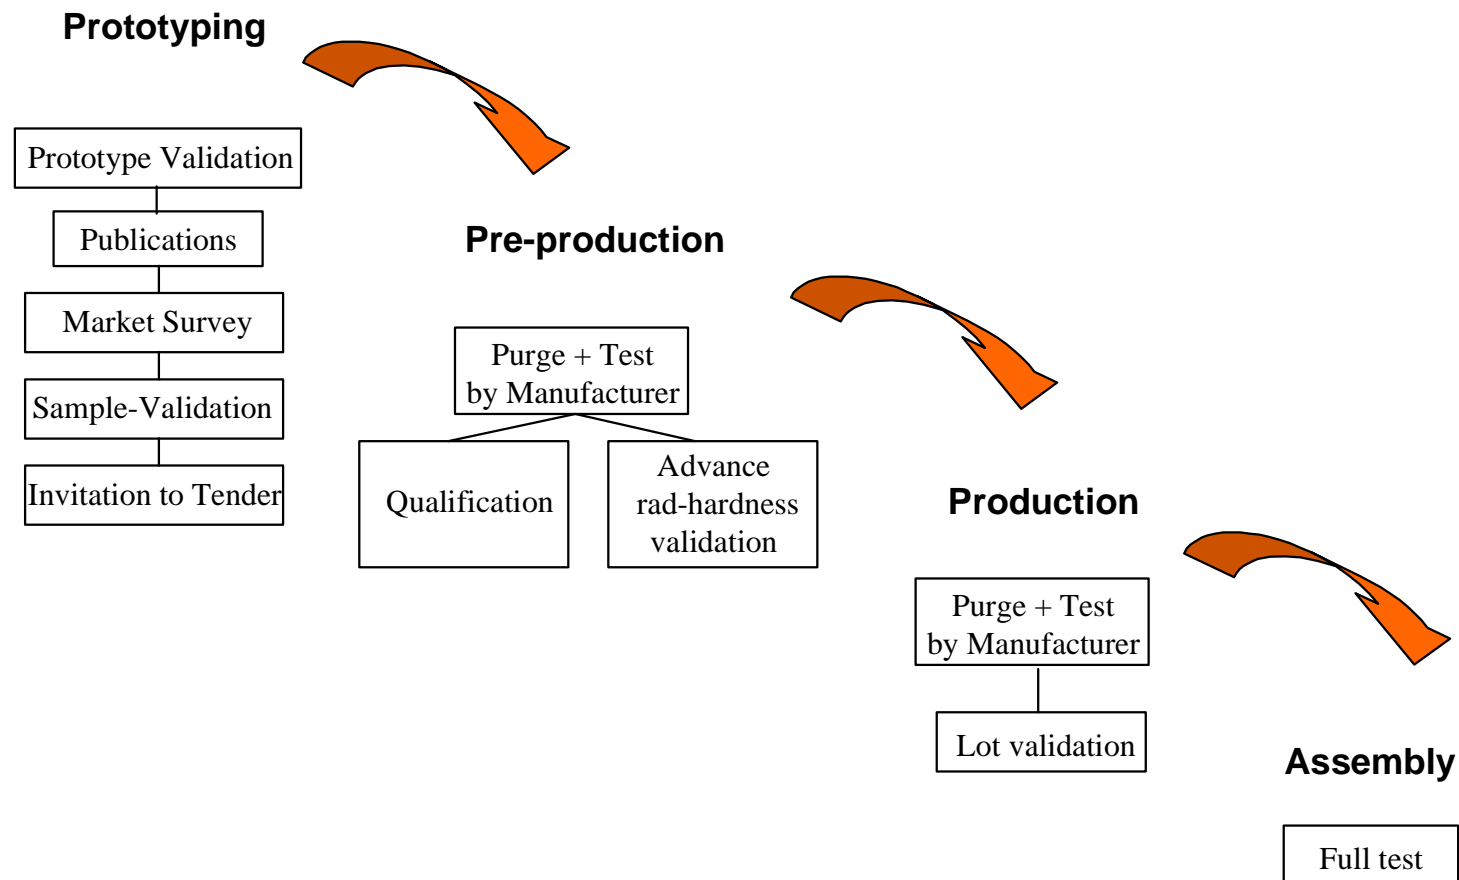 Prototyping
Prototype Validation
Publications
Market Survey
Sample-Validation
Invitation to Tender
Pre-production
Purge + Test
by Manufacturer
Qualification
Advance
rad-hardness
validation
Production
Purge + Test
by Manufacturer
Lot validation
Assembly
Full test